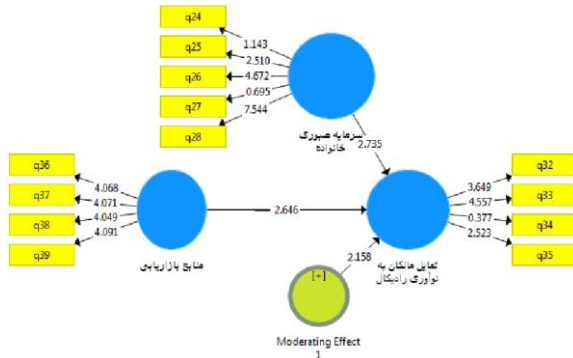 q24
q25
q26
q27
q28
1.143
2.510
4.672
0.695
7.544
سرمایه صبوری
خانواده
2.735
q36
q37
q38
q39
4.068
4.071
4.049
4.091
منابع بازاریابی
2.646
q32
q33
q34
q35
3.649
4.557
0.377
2.523
تمایل مالکان به
نوآوری رادیکال
2.158
[+]
Moderating Effect
1